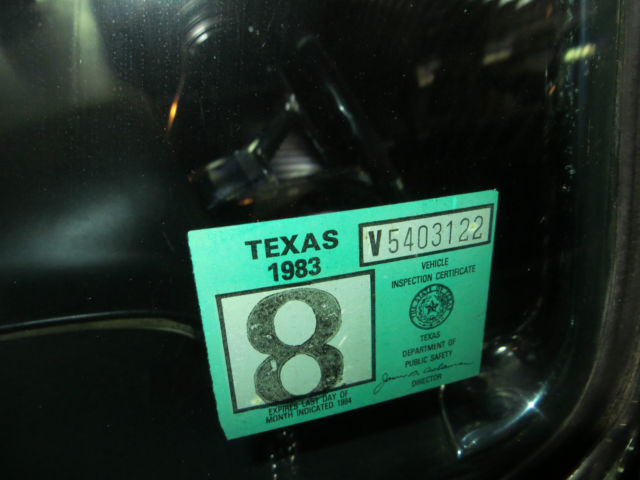 TEXAS
1983
V5403122
VEHICLE
INSPECTION CERTIFICATE
8
TEXAS
DEPARTMENT OF
PUBLIC SAFETY
DIRECTOR
EXPIRES LAST DAY OF
MONTH INDICATED 1984